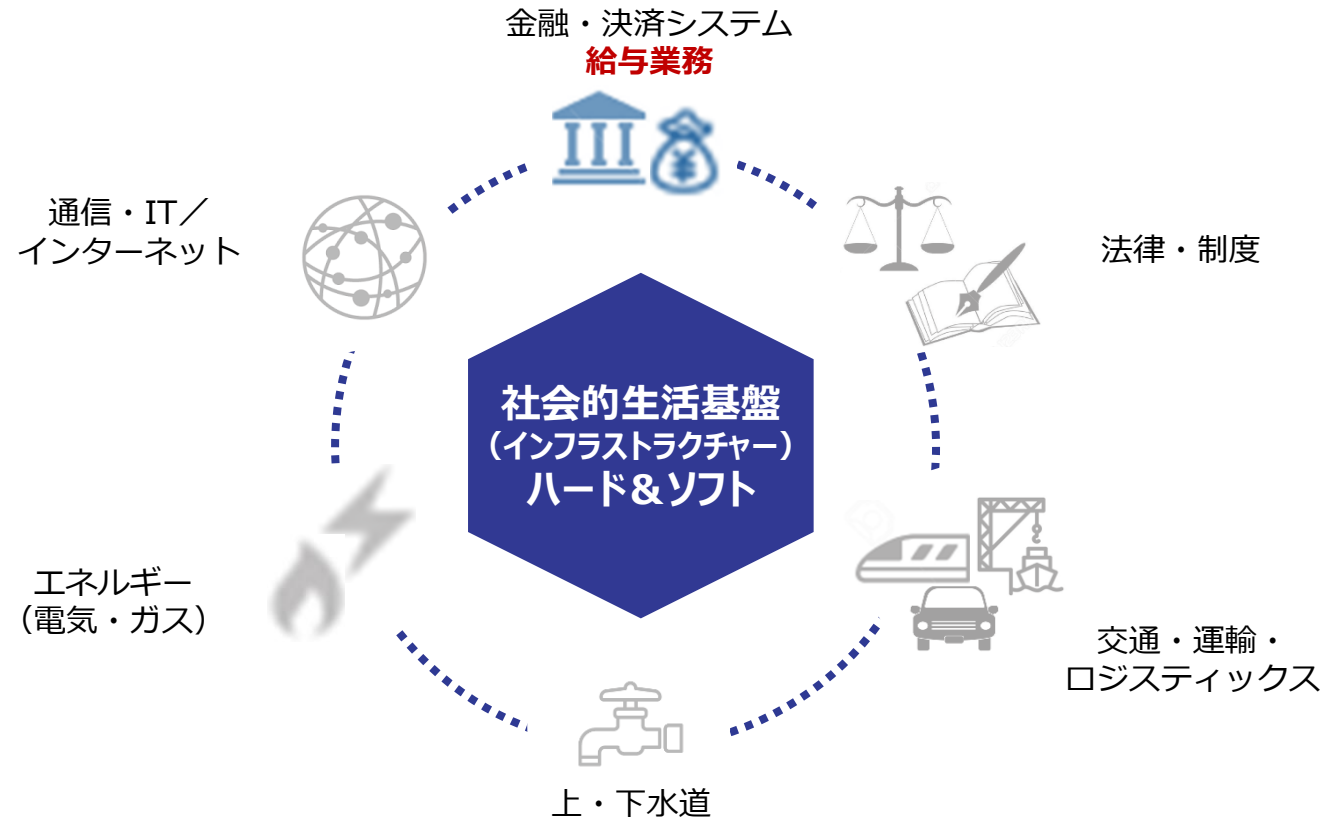 金融・決済システム
給与業務
通信・IT／
インターネット
法律・制度
社会的生活基盤
（インフラストラクチャー）
ハード＆ソフト
エネルギー
（電気・ガス）
交通・運輸・
ロジスティックス
上・下水道